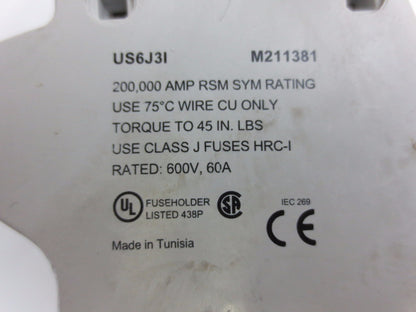 US6J3I M211381
200,000 AMP RSM SYM RATING
USE 75°C WIRE CU ONLY
TORQUE TO 45 IN. LBS
USE CLASS J FUSES HRC-I
RATED: 600V, 60A
UL FUSEHOLDER SA IEC 269
LISTED 438P CE
Made in Tunisia